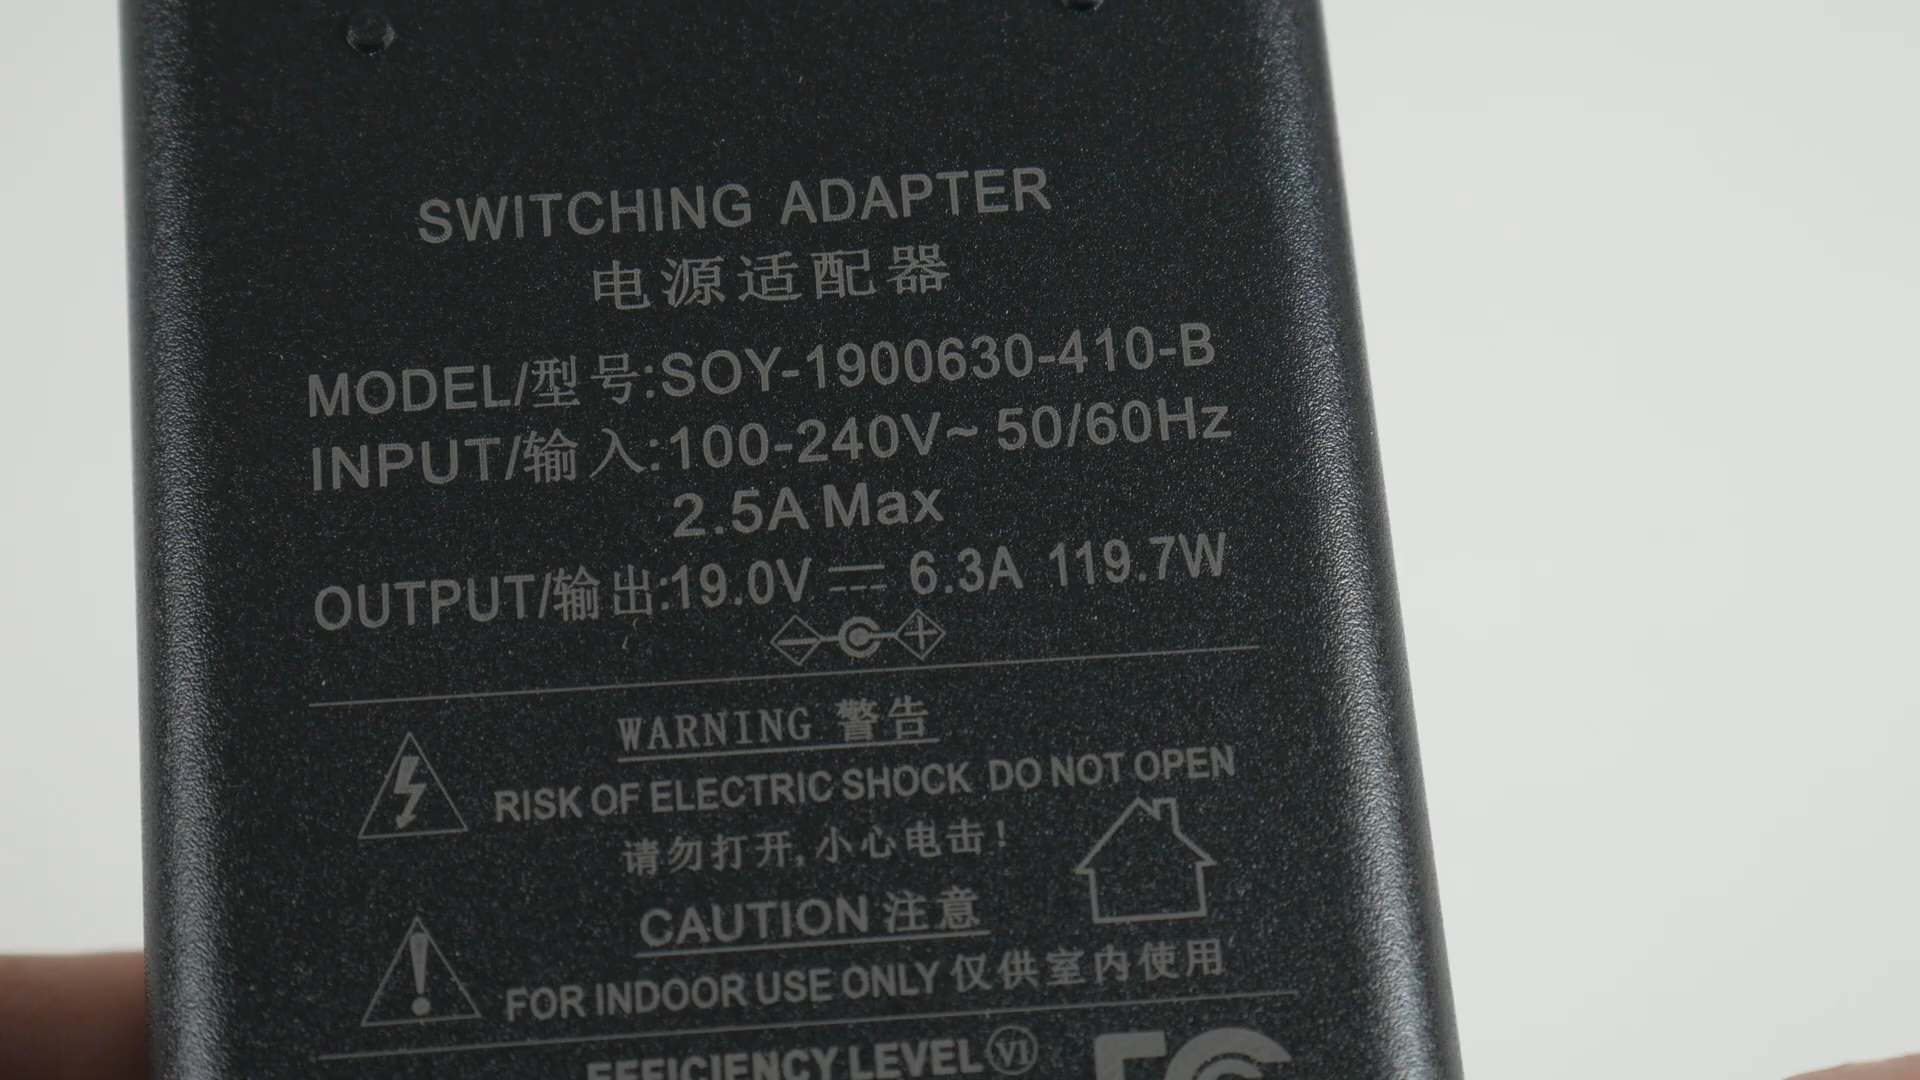 SWITCHING ADAPTER
电源适配器
MODEL/型号:SOY-1900630-410-B
INPUT/输入:100-240V~ 50/60Hz
2.5A Max
OUTPUT/输出:19.0V ⎓ 6.3A 119.7W
WARNING 警告
RISK OF ELECTRIC SHOCK DO NOT OPEN
请勿打开,小心电击!
CAUTION 注意
FOR INDOOR USE ONLY 仅供室内使用
EFFICIENCY LEVEL VI
FC